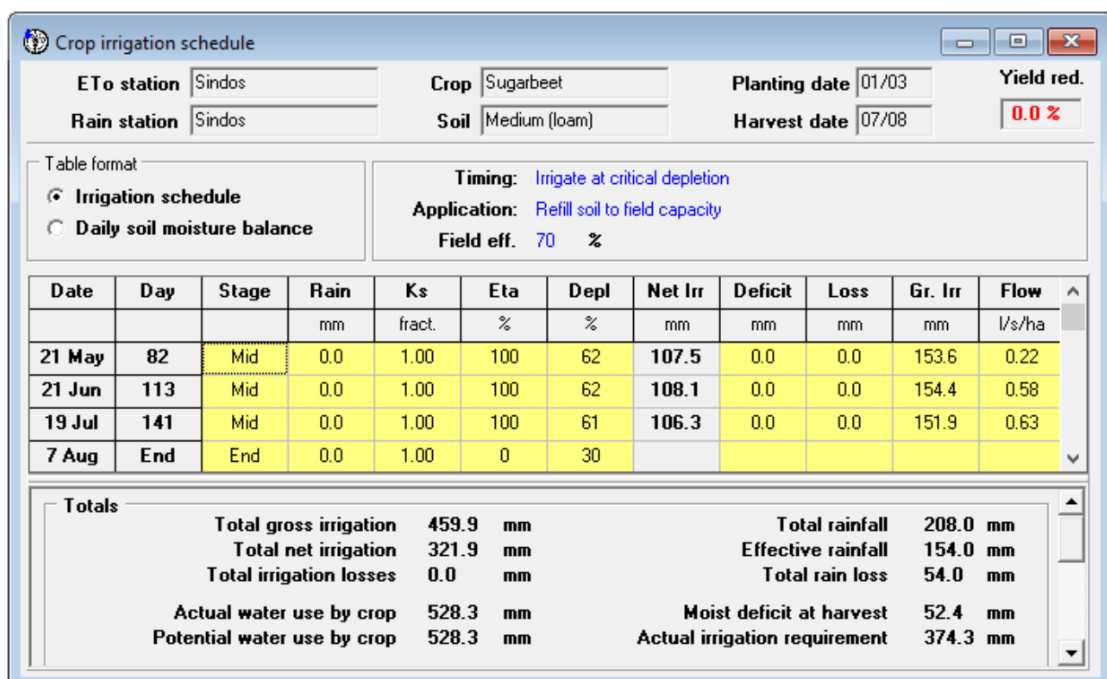 Crop irrigation schedule
ETo station Sindos Crop Sugarbeet Planting date 01/03 Yield red.
Rain station Sindos Soil Medium (loam) Harvest date 07/08 0.0 %
Table format
Irrigation schedule
Daily soil moisture balance
Timing: Irrigate at critical depletion
Application: Refill soil to field capacity
Field eff. 70 %
Date Day Stage Rain Ks Eta Depl Net Irr Deficit Loss Gr. Irr Flow
mm fract. % % mm mm mm mm l/s/ha
21 May 82 Mid 0.0 1.00 100 62 107.5 0.0 0.0 153.6 0.22
21 Jun 113 Mid 0.0 1.00 100 62 108.1 0.0 0.0 154.4 0.58
19 Jul 141 Mid 0.0 1.00 100 61 106.3 0.0 0.0 151.9 0.63
7 Aug End End 0.0 1.00 0 30
Totals
Total gross irrigation 459.9 mm Total rainfall 208.0 mm
Total net irrigation 321.9 mm Effective rainfall 154.0 mm
Total irrigation losses 0.0 mm Total rain loss 54.0 mm
Actual water use by crop 528.3 mm Moist deficit at harvest 52.4 mm
Potential water use by crop 528.3 mm Actual irrigation requirement 374.3 mm